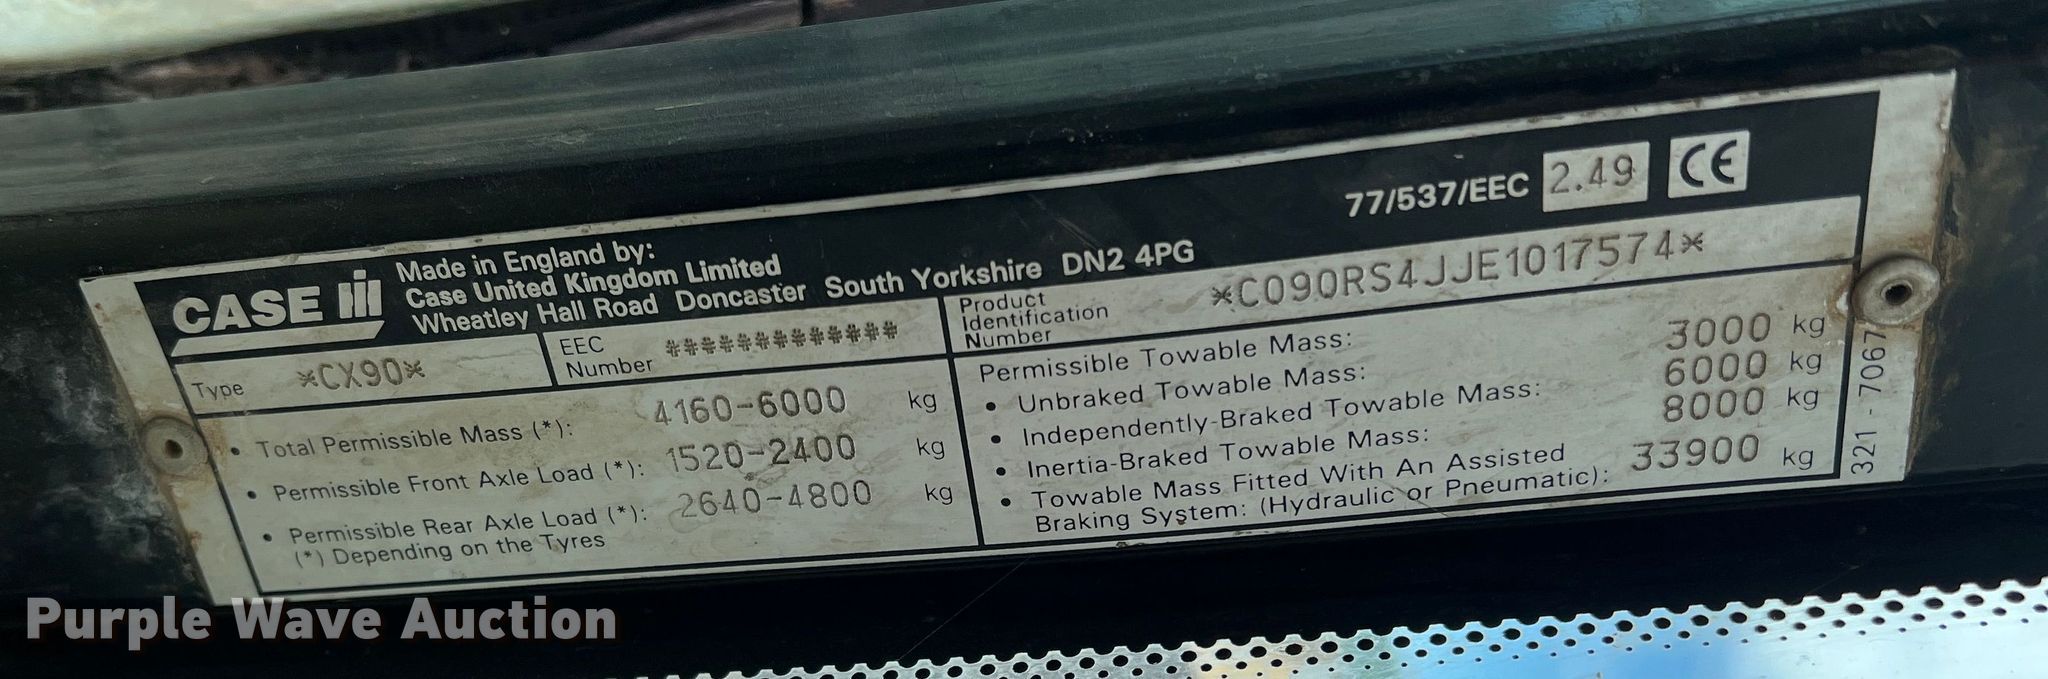 CASE III
Made in England by:
Case United Kingdom Limited
Wheatley Hall Road Doncaster South Yorkshire DN2 4PG
77/537/EEC 2.49 CE
Type *CX90*
EEC Number #############
Product Identification Number *C090RS4JJE1017574*
• Total Permissible Mass (*): 4160-6000 kg
• Permissible Front Axle Load (*): 1520-2400 kg
• Permissible Rear Axle Load (*): 2640-4800 kg
(*) Depending on the Tyres
Permissible Towable Mass:
• Unbraked Towable Mass: 3000 kg
• Independently-Braked Towable Mass: 6000 kg
• Inertia-Braked Towable Mass: 8000 kg
• Towable Mass Fitted With An Assisted
Braking System: (Hydraulic or Pneumatic): 33900 kg
321 - 7067
Purple Wave Auction